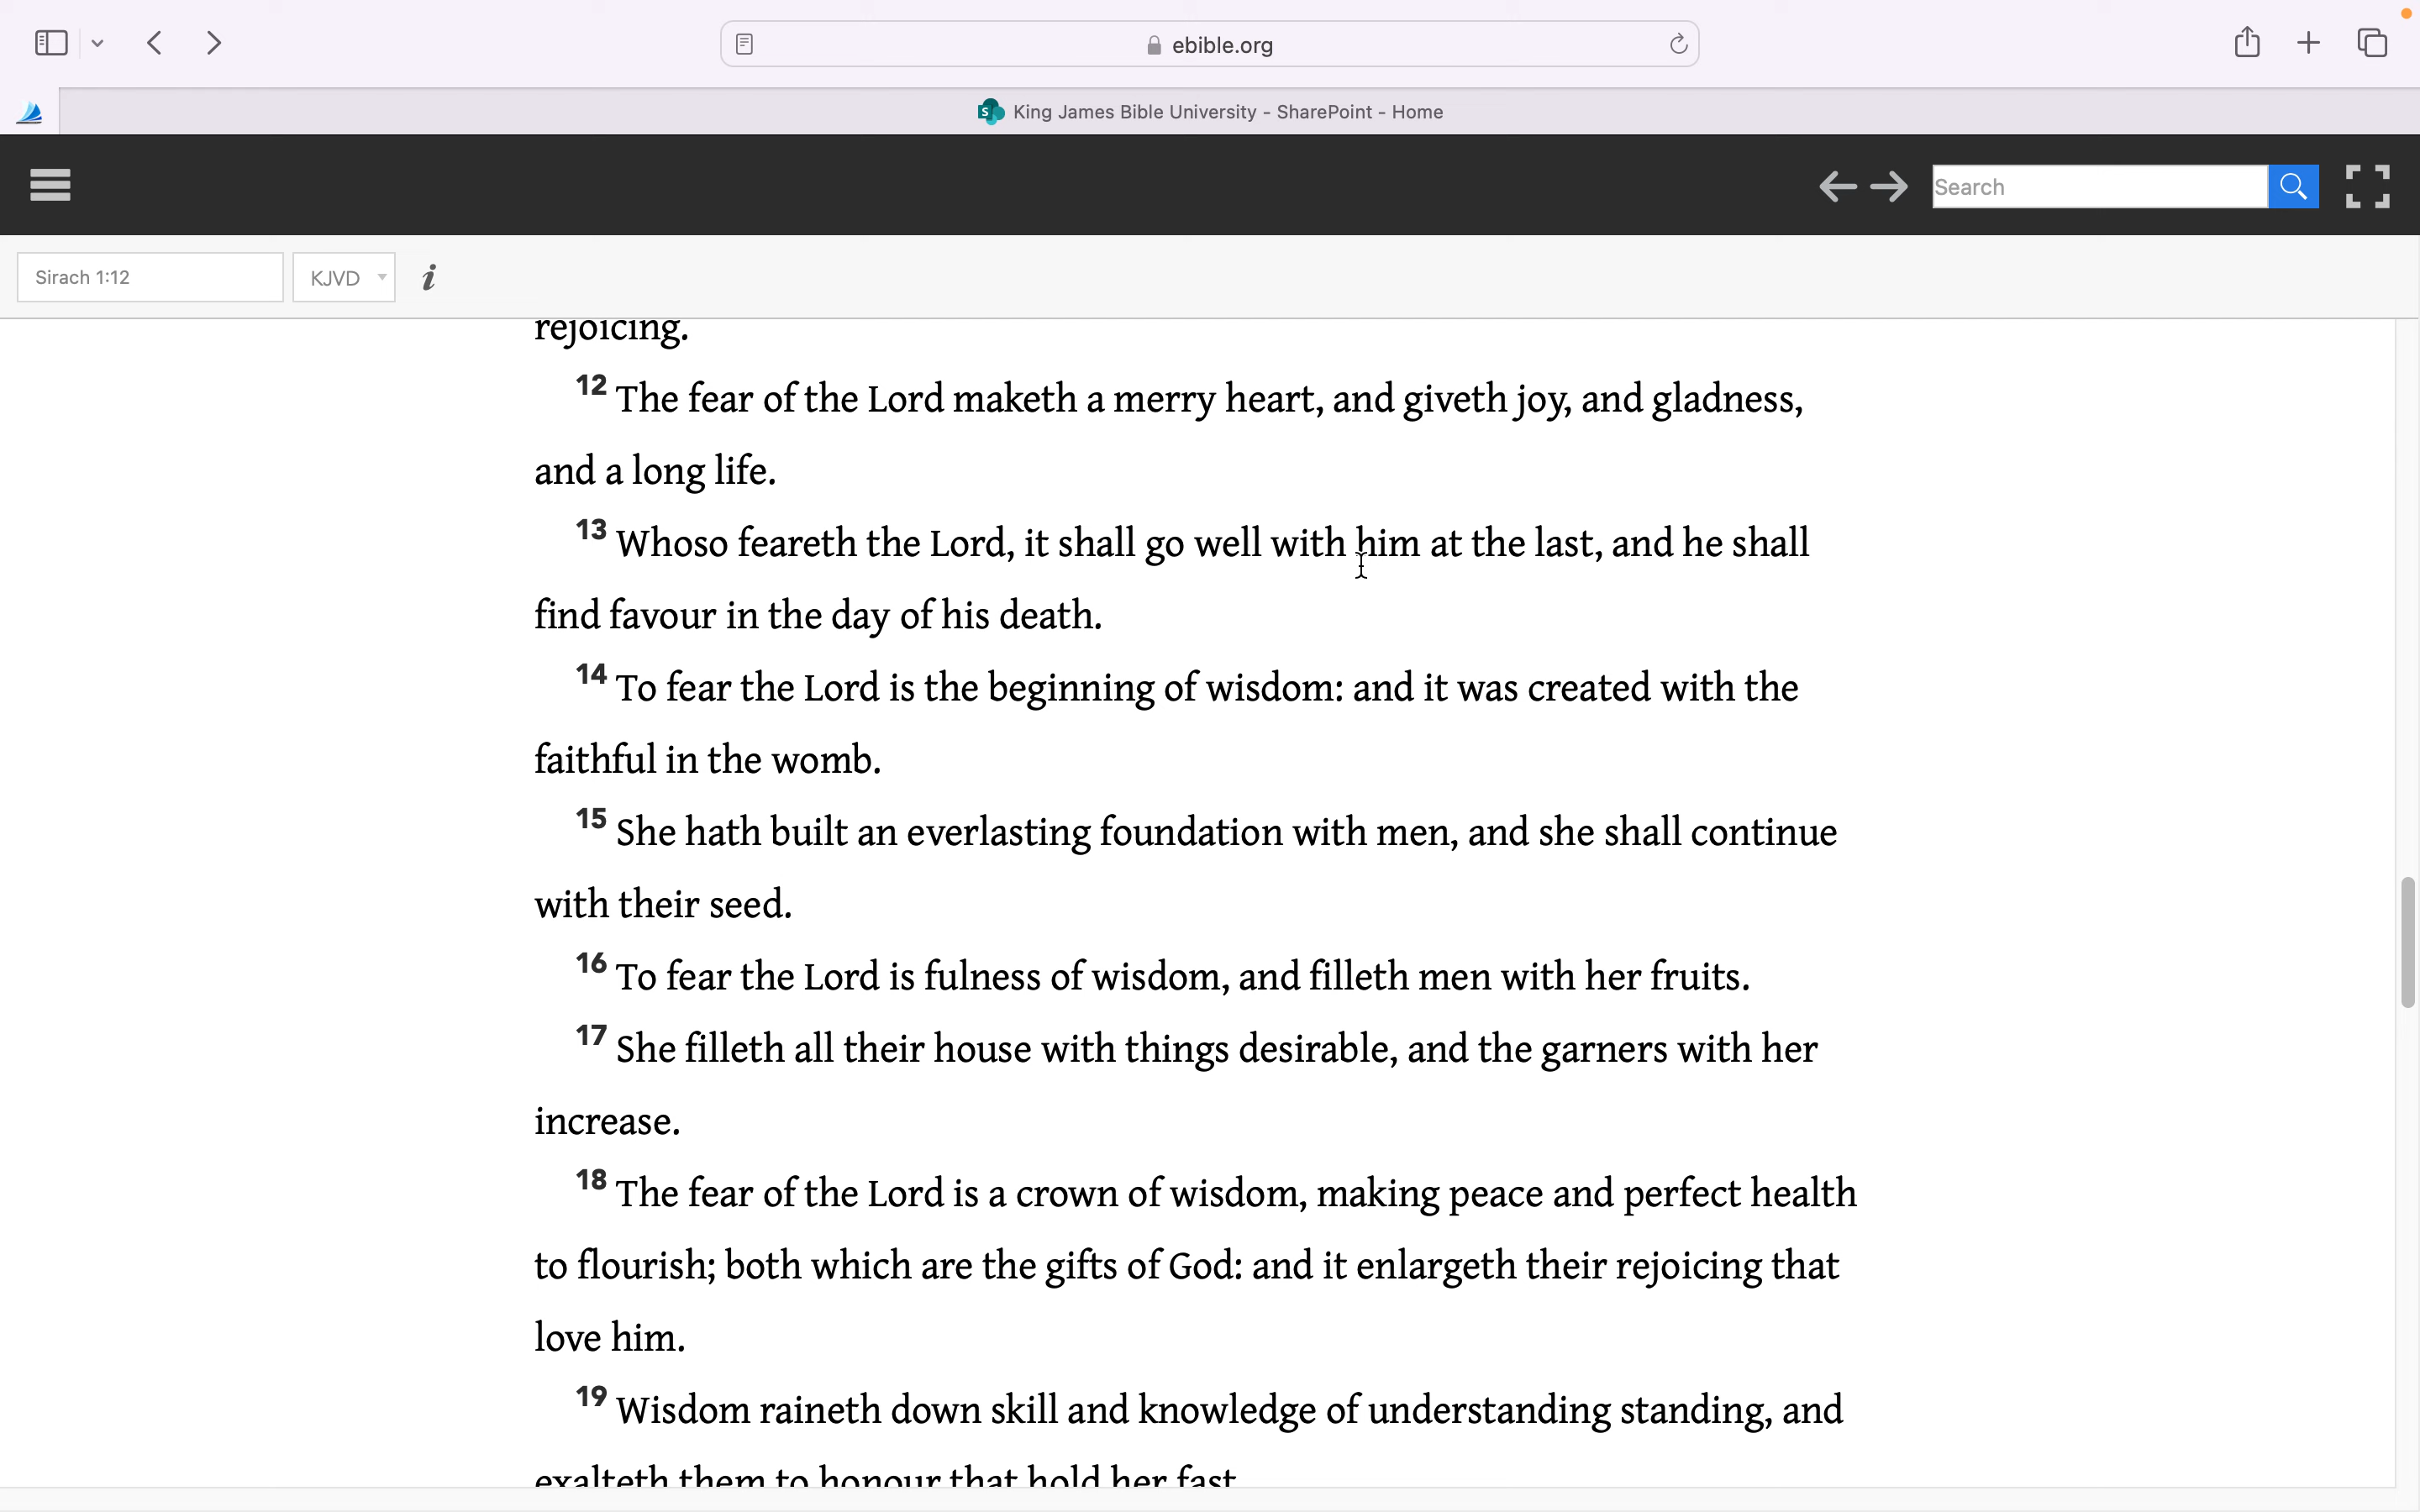 ebible.org
King James Bible University - SharePoint - Home
Search
Sirach 1:12 KJVD i
rejoicing.
12 The fear of the Lord maketh a merry heart, and giveth joy, and gladness,
and a long life.
13 Whoso feareth the Lord, it shall go well with him at the last, and he shall
find favour in the day of his death.
14 To fear the Lord is the beginning of wisdom: and it was created with the
faithful in the womb.
15 She hath built an everlasting foundation with men, and she shall continue
with their seed.
16 To fear the Lord is fulness of wisdom, and filleth men with her fruits.
17 She filleth all their house with things desirable, and the garners with her
increase.
18 The fear of the Lord is a crown of wisdom, making peace and perfect health
to flourish; both which are the gifts of God: and it enlargeth their rejoicing that
love him.
19 Wisdom raineth down skill and knowledge of understanding standing, and
exalteth them to honour that hold her fast